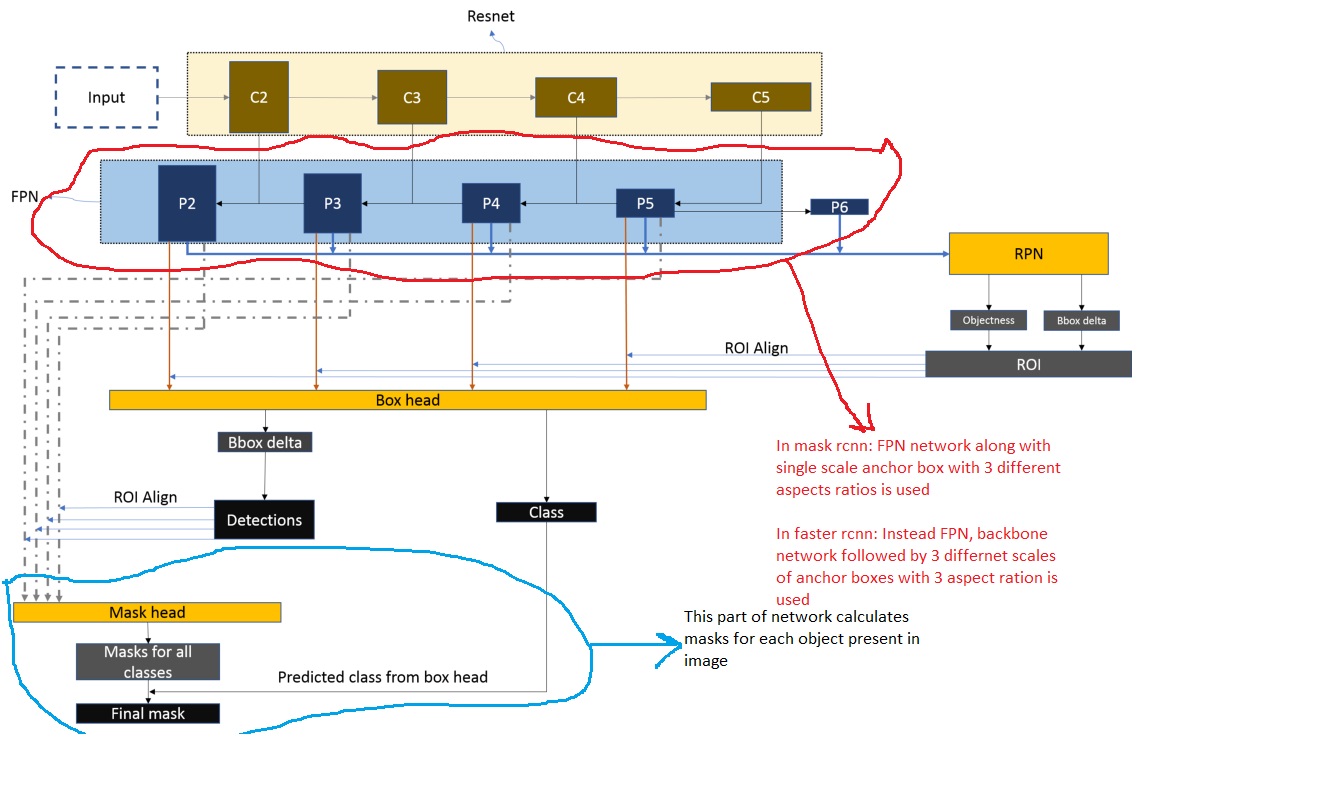 Resnet
Input
C2
C3
C4
C5
FPN
P2
P3
P4
P5
P6
RPN
Objectness
Bbox delta
ROI Align
ROI
Box head
Bbox delta
ROI Align
Detections
Class
In mask rcnn: FPN network along with
single scale anchor box with 3 different
aspects ratios is used
In faster rcnn: Instead FPN, backbone
network followed by 3 differnet scales
of anchor boxes with 3 aspect ration is
used
This part of network calculates
masks for each object present in
image
Mask head
Masks for all
classes
Predicted class from box head
Final mask